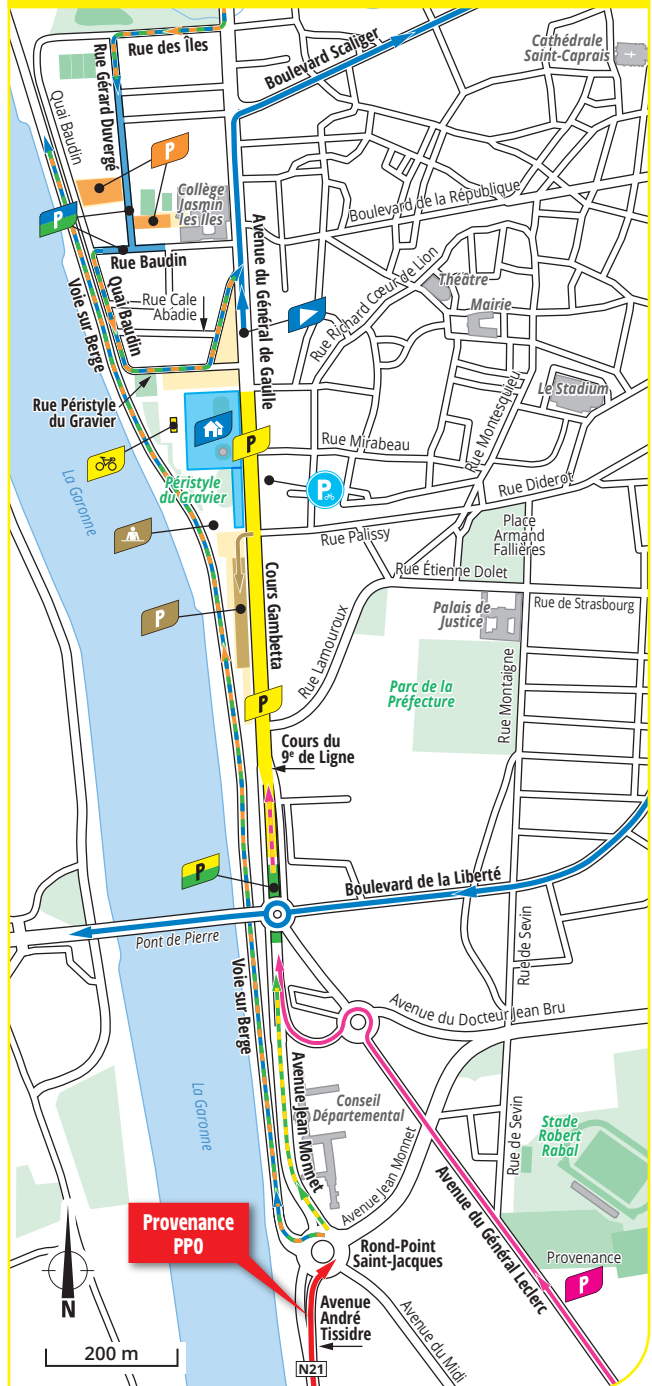 Rue des Îles
Boulevard Scaliger
Cathédrale
Saint-Caprais
Rue Gérard Duvergé
Quai Baudin
P
Collège
Jasmin
les Iles
Boulevard de la République
P
Avenue du Général de Gaulle
Rue Baudin
Quai Baudin
Rue Cale
Abadie
Voie sur Berge
Rue Richard Cœur de Lion
Théâtre
Mairie
Rue Montesquieu
Le Stadium
Rue Péristyle
du Gravier
P
Rue Mirabeau
La Garonne
Péristyle
du Gravier
P
Rue Diderot
Rue Palissy
Place
Armand
Fallières
Cours Gambetta
Rue Étienne Dolet
P
Rue Lamouroux
Palais de
Justice
Rue de Strasbourg
Parc de la
Préfecture
Rue Montaigne
P
Cours du
9e de Ligne
P
Boulevard de la Liberté
Pont de Pierre
Rue de Sevin
Voie sur Berge
Avenue du Docteur Jean Bru
Avenue Jean Monnet
La Garonne
Conseil
Départemental
Stade
Robert
Rabal
Rue de Sevin
Avenue Jean Monnet
Avenue du Général Leclerc
Provenance
PP0
Rond-Point
Saint-Jacques
Provenance
P
N
Avenue
André
Tissidre
Avenue du Midi
200 m
N21